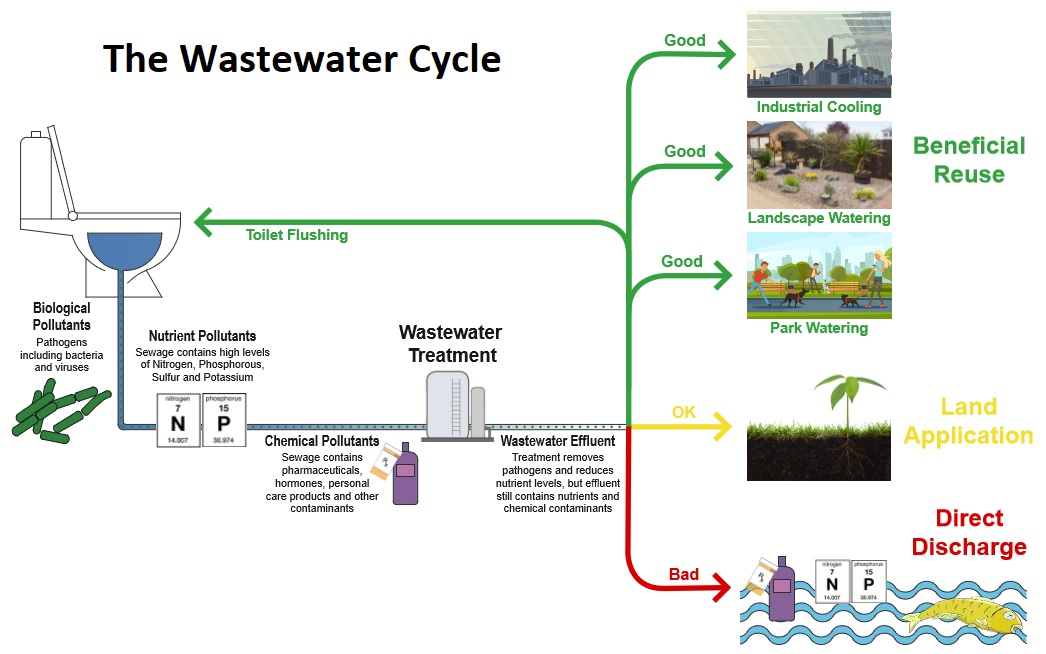 The Wastewater Cycle
Good
Industrial Cooling
Good
Landscape Watering
Beneficial
Reuse
Toilet Flushing
Good
Park Watering
Biological
Pollutants
Pathogens
including bacteria
and viruses
Nutrient Pollutants
Sewage contains high levels
of Nitrogen, Phosphorous,
Sulfur and Potassium
nitrogen
7
N
14.007
phosphorus
15
P
30.974
Wastewater
Treatment
Chemical Pollutants
Sewage contains
pharmaceuticals,
hormones, personal
care products and other
contaminants
Rx
Wastewater Effluent
Treatment removes
pathogens and reduces
nutrient levels, but effluent
still contains nutrients and
chemical contaminants
OK
Land
Application
Direct
Discharge
Bad
Rx
nitrogen
7
N
14.007
phosphorus
15
P
30.974